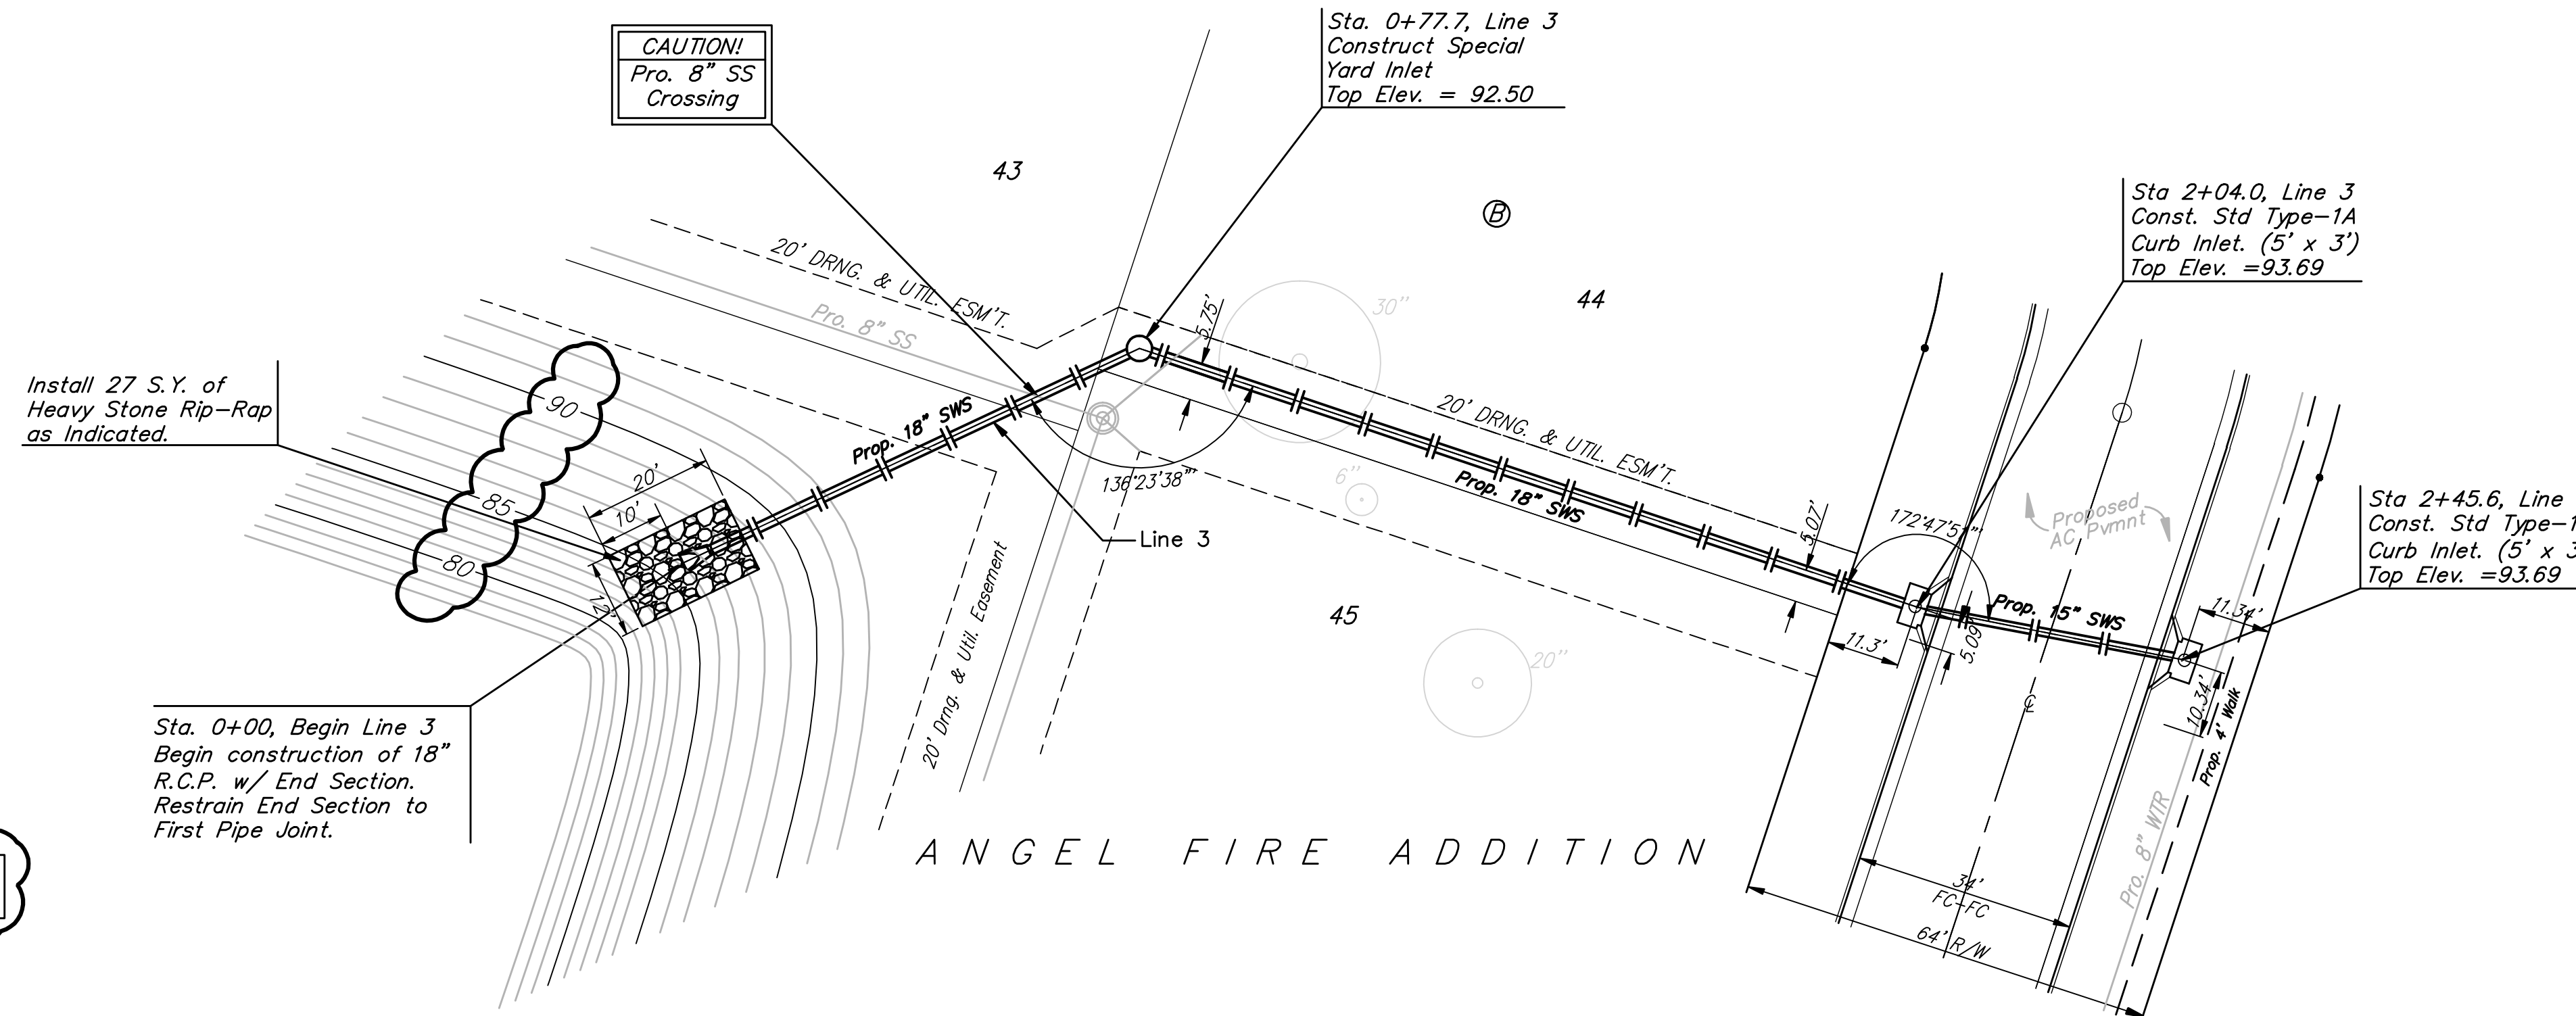 CAUTION!
Pro. 8" SS
Crossing
Sta. 0+77.7, Line 3
Construct Special
Yard Inlet
Top Elev. = 92.50
43
B
44
Sta 2+04.0, Line 3
Const. Std Type-1A
Curb Inlet. (5' x 3')
Top Elev. =93.69
20' DRNG. & UTIL. ESM'T.
Pro. 8" SS
5.75'
30"
Install 27 S.Y. of
Heavy Stone Rip-Rap
as Indicated.
90
85
80
20'
10'
12'
Prop. 18" SWS
136°23'38"
6"
20' DRNG. & UTIL. ESM'T.
Prop. 18" SWS
5.07'
Proposed
AC Pvmnt
Sta 2+45.6, Line
Const. Std Type-1
Curb Inlet. (5' x 3
Top Elev. =93.69
Line 3
45
20"
20' Drng. & Util. Easement
11.3'
5.09'
Prop. 15" SWS
11.34'
10.34'
Prop. 4' Walk
Pro. 8" WTR
Sta. 0+00, Begin Line 3
Begin construction of 18"
R.C.P. w/ End Section.
Restrain End Section to
First Pipe Joint.
ANGEL FIRE ADDITION
34'
FC-FC
64' R/W